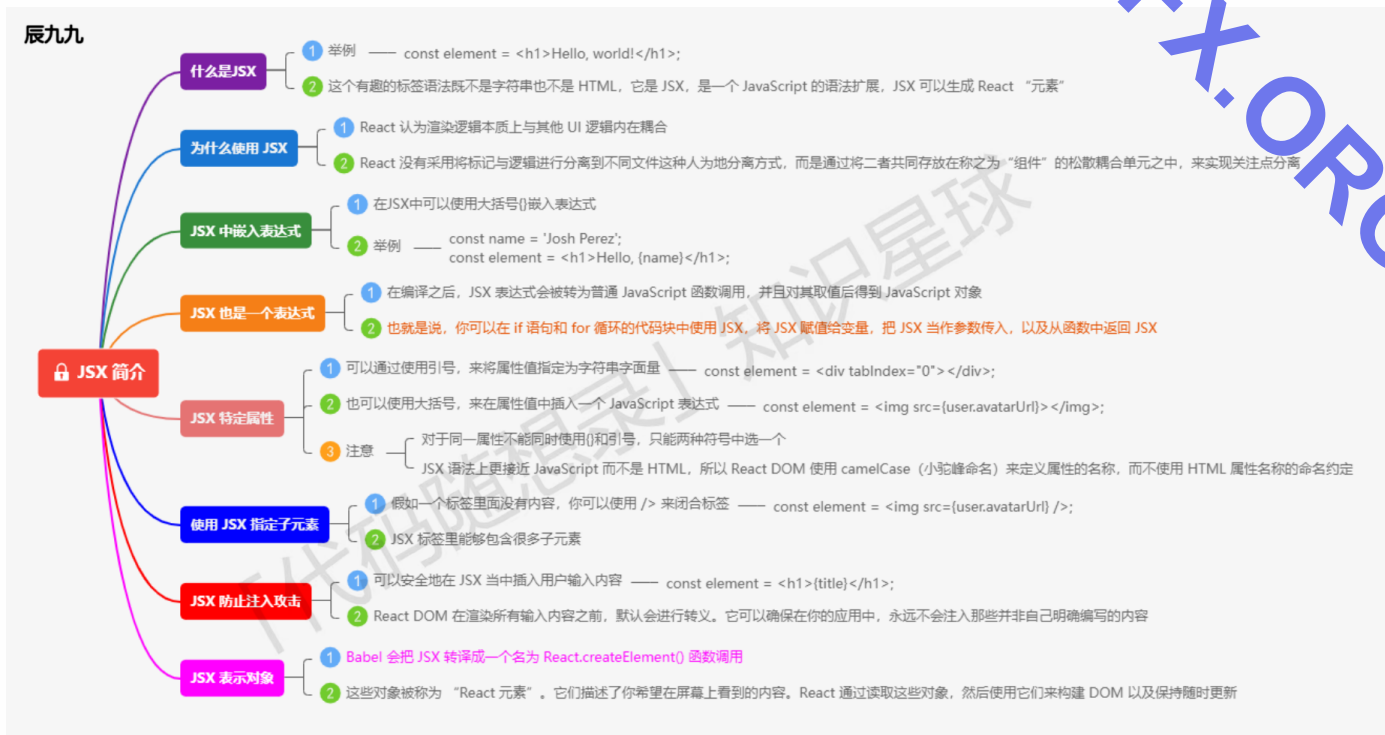 辰九九
X.ORG
JSX 简介
什么是JSX
1 举例 —— const element = <h1>Hello, world!</h1>;
2 这个有趣的标签语法既不是字符串也不是 HTML，它是 JSX，是一个 JavaScript 的语法扩展，JSX 可以生成 React “元素”
为什么使用 JSX
1 React 认为渲染逻辑本质上与其他 UI 逻辑内在耦合
2 React 没有采用将标记与逻辑进行分离到不同文件这种人为地分离方式，而是通过将二者共同存放在称之为“组件”的松散耦合单元之中，来实现关注点分离
JSX 中嵌入表达式
1 在JSX中可以使用大括号{}嵌入表达式
2 举例 —— const name = 'Josh Perez';
const element = <h1>Hello, {name}</h1>;
JSX 也是一个表达式
1 在编译之后，JSX 表达式会被转为普通 JavaScript 函数调用，并且对其取值后得到 JavaScript 对象
2 也就是说，你可以在 if 语句和 for 循环的代码块中使用 JSX，将 JSX 赋值给变量，把 JSX 当作参数传入，以及从函数中返回 JSX
JSX 特定属性
1 可以通过使用引号，来将属性值指定为字符串字面量 —— const element = <div tabIndex="0"></div>;
2 也可以使用大括号，来在属性值中插入一个 JavaScript 表达式 —— const element = <img src={user.avatarUrl}></img>;
3 注意
对于同一属性不能同时使用{}和引号，只能两种符号中选一个
JSX 语法上更接近 JavaScript 而不是 HTML，所以 React DOM 使用 camelCase（小驼峰命名）来定义属性的名称，而不使用 HTML 属性名称的命名约定
使用 JSX 指定子元素
1 假如一个标签里面没有内容，你可以使用 /> 来闭合标签 —— const element = <img src={user.avatarUrl} />;
2 JSX 标签里能够包含很多子元素
JSX 防止注入攻击
1 可以安全地在 JSX 当中插入用户输入内容 —— const element = <h1>{title}</h1>;
2 React DOM 在渲染所有输入内容之前，默认会进行转义。它可以确保在你的应用中，永远不会注入那些并非自己明确编写的内容
JSX 表示对象
1 Babel 会把 JSX 转译成一个名为 React.createElement() 函数调用
2 这些对象被称为 “React 元素”。它们描述了你希望在屏幕上看到的内容。React 通过读取这些对象，然后使用它们来构建 DOM 以及保持随时更新
「代码随想录」知识星球